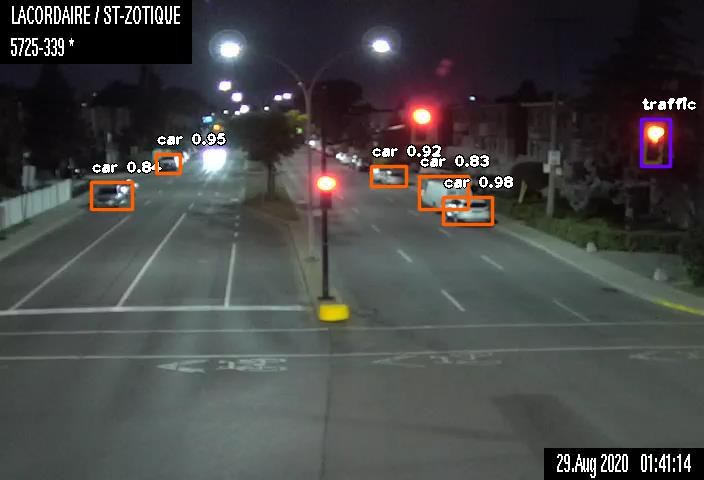 LACORDAIRE / ST-ZOTIQUE
5725-339 *
traffic
car 0.95
car 0.84
car 0.92
car 0.83
car 0.98
29.Aug 2020 01:41:14